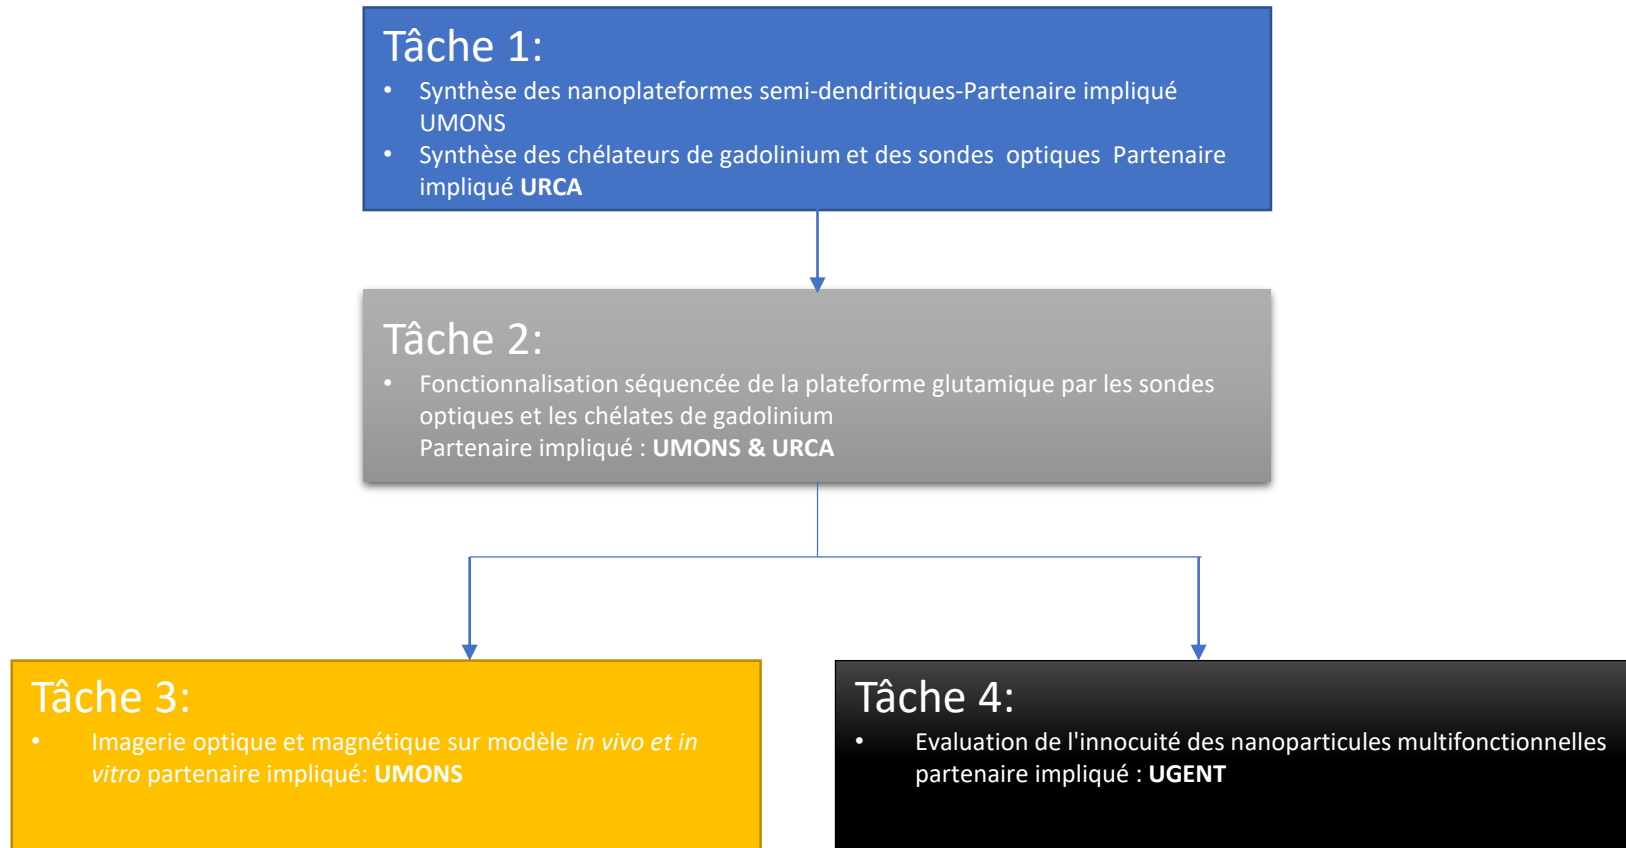 Tâche 1:
• Synthèse des nanoplateformes semi-dendritiques-Partenaire impliqué
UMONS
• Synthèse des chélateurs de gadolinium et des sondes  optiques  Partenaire
impliqué URCA
Tâche 2:
• Fonctionnalisation séquencée de la plateforme glutamique par les sondes
optiques et les chélates de gadolinium
Partenaire impliqué : UMONS & URCA
Tâche 3:
• Imagerie optique et magnétique sur modèle in vivo et in
vitro partenaire impliqué: UMONS
Tâche 4:
• Evaluation de l'innocuité des nanoparticules multifonctionnelles
partenaire impliqué : UGENT